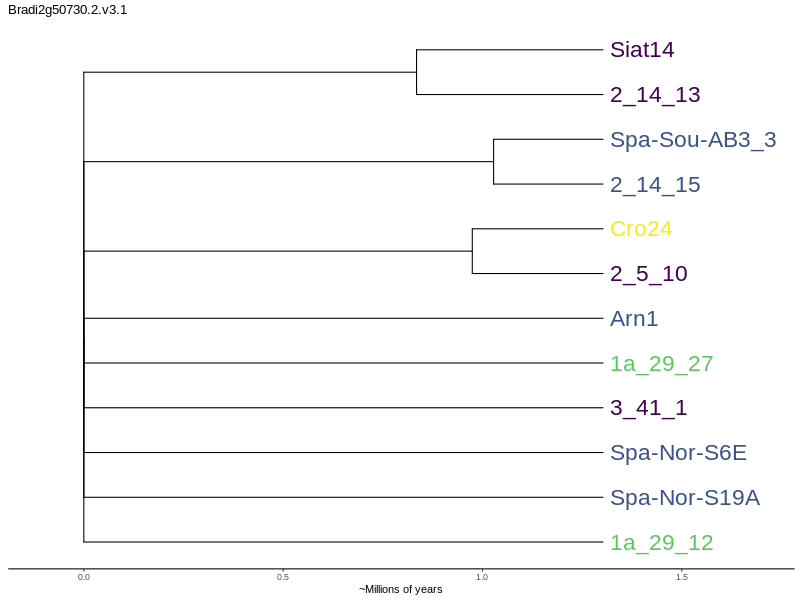 Bradi2g50730.2.v3.1
Siat14
2_14_13
Spa-Sou-AB3_3
2_14_15
Cro24
2_5_10
Arn1
1a_29_27
3_41_1
Spa-Nor-S6E
Spa-Nor-S19A
1a_29_12
0.0 0.5 1.0 1.5
~Millions of years